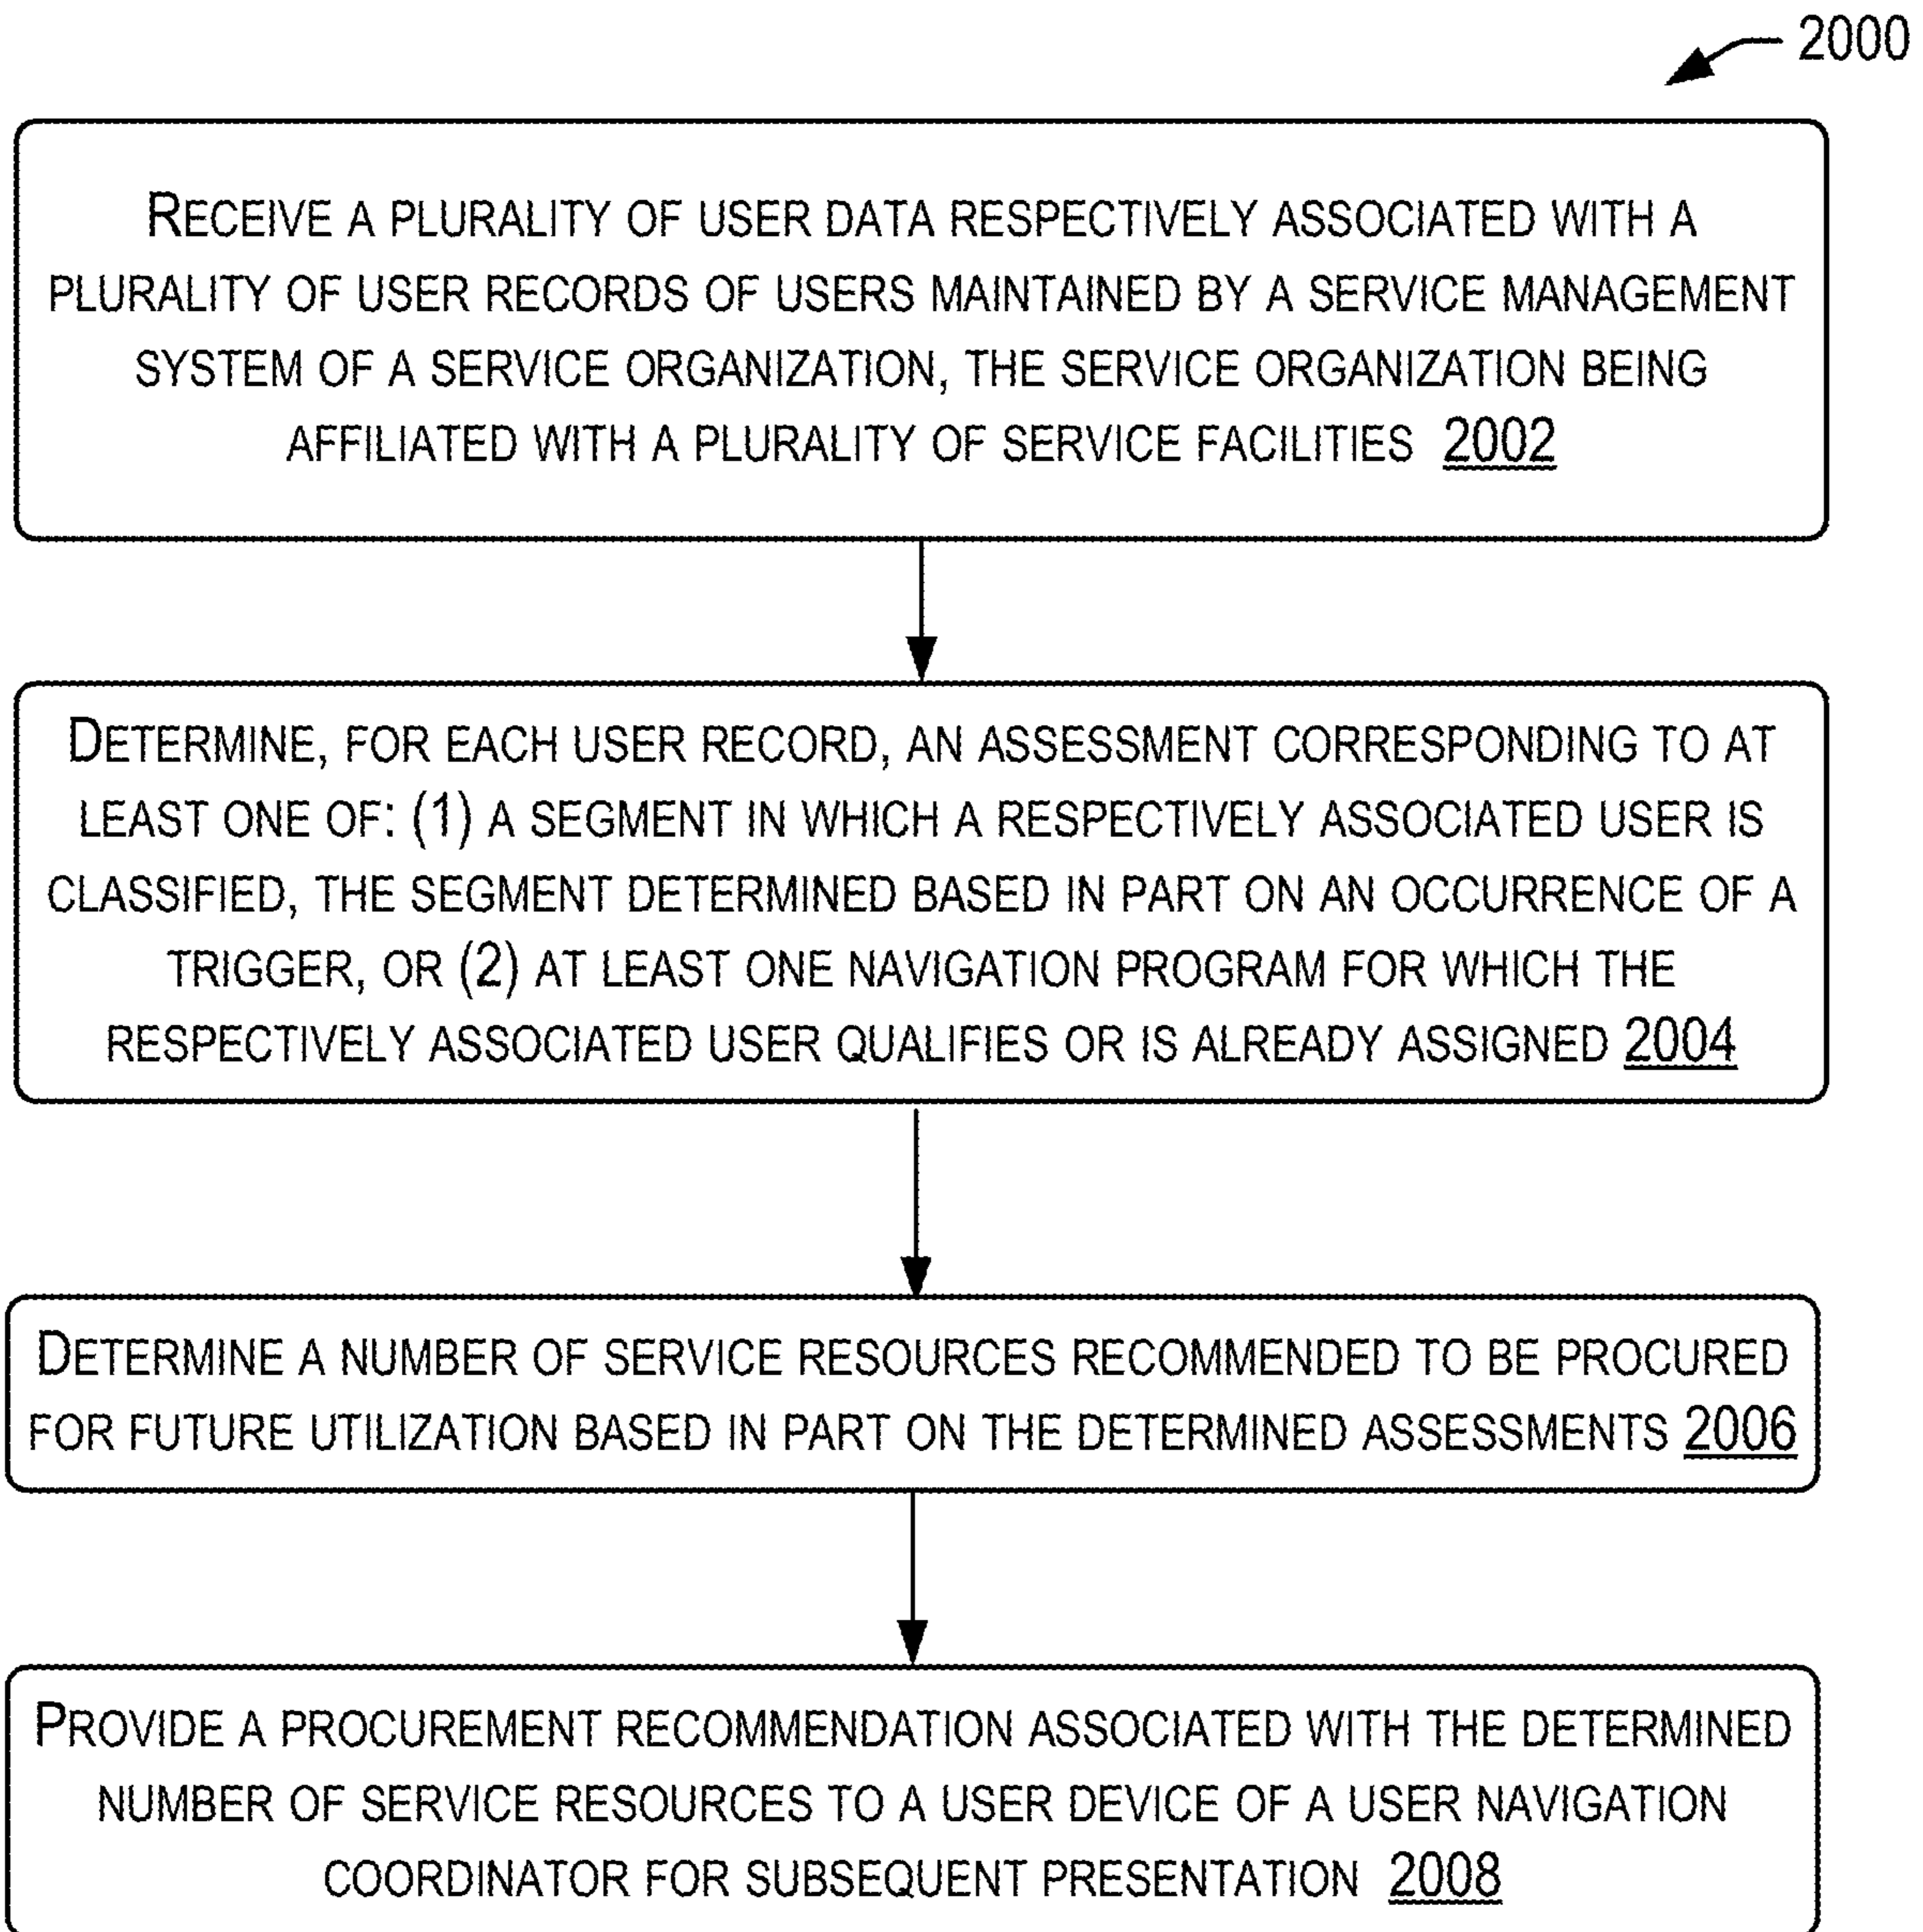 2000
RECEIVE A PLURALITY OF USER DATA RESPECTIVELY ASSOCIATED WITH A
PLURALITY OF USER RECORDS OF USERS MAINTAINED BY A SERVICE MANAGEMENT
SYSTEM OF A SERVICE ORGANIZATION, THE SERVICE ORGANIZATION BEING
AFFILIATED WITH A PLURALITY OF SERVICE FACILITIES 2002
DETERMINE, FOR EACH USER RECORD, AN ASSESSMENT CORRESPONDING TO AT
LEAST ONE OF: (1) A SEGMENT IN WHICH A RESPECTIVELY ASSOCIATED USER IS
CLASSIFIED, THE SEGMENT DETERMINED BASED IN PART ON AN OCCURRENCE OF A
TRIGGER, OR (2) AT LEAST ONE NAVIGATION PROGRAM FOR WHICH THE
RESPECTIVELY ASSOCIATED USER QUALIFIES OR IS ALREADY ASSIGNED 2004
DETERMINE A NUMBER OF SERVICE RESOURCES RECOMMENDED TO BE PROCURED
FOR FUTURE UTILIZATION BASED IN PART ON THE DETERMINED ASSESSMENTS 2006
PROVIDE A PROCUREMENT RECOMMENDATION ASSOCIATED WITH THE DETERMINED
NUMBER OF SERVICE RESOURCES TO A USER DEVICE OF A USER NAVIGATION
COORDINATOR FOR SUBSEQUENT PRESENTATION 2008